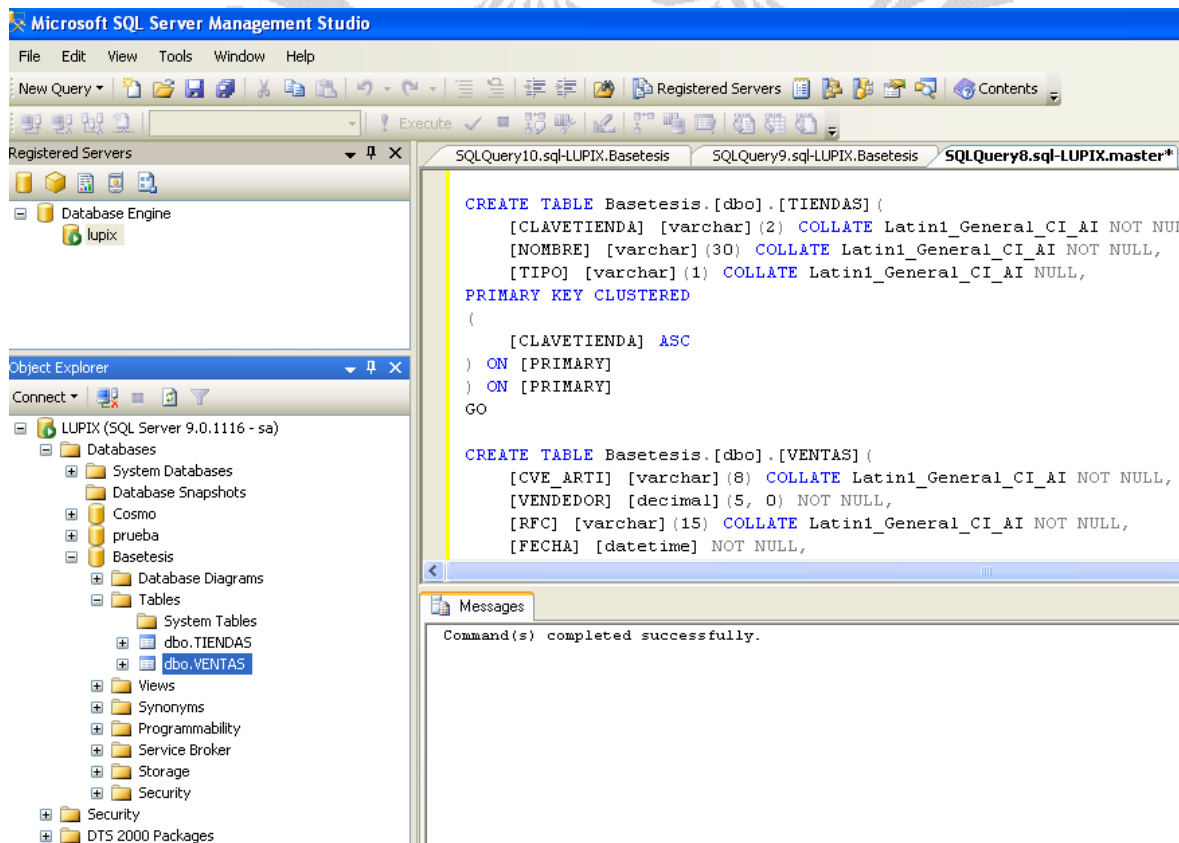 Microsoft SQL Server Management Studio
File Edit View Tools Window Help
New Query Registered Servers Contents
Execute
Registered Servers
Database Engine
lupix
Object Explorer
Connect
LUPIX (SQL Server 9.0.1116 - sa)
Databases
System Databases
Database Snapshots
Cosmo
prueba
Basetesis
Database Diagrams
Tables
System Tables
dbo.TIENDAS
dbo.VENTAS
Views
Synonyms
Programmability
Service Broker
Storage
Security
Security
DTS 2000 Packages
SQLQuery10.sql-LUPIX.Basetesis SQLQuery9.sql-LUPIX.Basetesis SQLQuery8.sql-LUPIX.master*
CREATE TABLE Basetesis.[dbo].[TIENDAS](
[CLAVETIENDA] [varchar](2) COLLATE Latin1_General_CI_AI NOT NUL
[NOMBRE] [varchar](30) COLLATE Latin1_General_CI_AI NOT NULL,
[TIPO] [varchar](1) COLLATE Latin1_General_CI_AI NULL,
PRIMARY KEY CLUSTERED
(
[CLAVETIENDA] ASC
) ON [PRIMARY]
) ON [PRIMARY]
GO
CREATE TABLE Basetesis.[dbo].[VENTAS](
[CVE_ARTI] [varchar](8) COLLATE Latin1_General_CI_AI NOT NULL,
[VENDEDOR] [decimal](5, 0) NOT NULL,
[RFC] [varchar](15) COLLATE Latin1_General_CI_AI NOT NULL,
[FECHA] [datetime] NOT NULL,
Messages
Command(s) completed successfully.